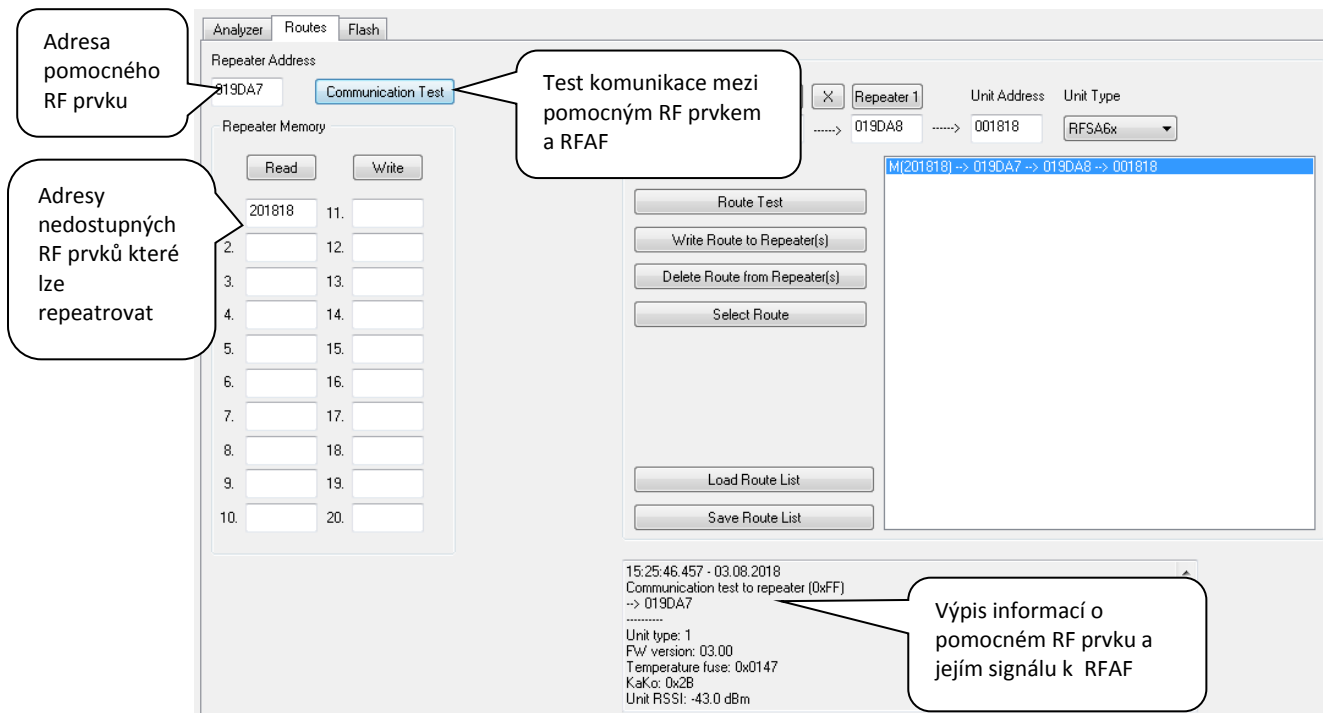 Adresa
pomocného
RF prvku
Analyzer Routes Flash
Repeater Address
019DA7 Communication Test
Test komunikace mezi
pomocným RF prvkem
a RFAF
X Repeater 1 Unit Address Unit Type
-----> 019DA8 -----> 001818 RFSA6x
Repeater Memory
Read Write
Adresy
nedostupných
RF prvků které
lze
repeatrovat
201818 11.
2. 12.
3. 13.
4. 14.
5. 15.
6. 16.
7. 17.
8. 18.
9. 19.
10. 20.
M(201818) --> 019DA7 --> 019DA8 --> 001818
Route Test
Write Route to Repeater(s)
Delete Route from Repeater(s)
Select Route
Load Route List
Save Route List
15:25:46.457 - 03.08.2018
Communication test to repeater (0xFF)
--> 019DA7
----------
Unit type: 1
FW version: 03.00
Temperature fuse: 0x0147
KaKo: 0x2B
Unit RSSI: -43.0 dBm
Výpis informací o
pomocném RF prvku a
jejím signálu k RFAF